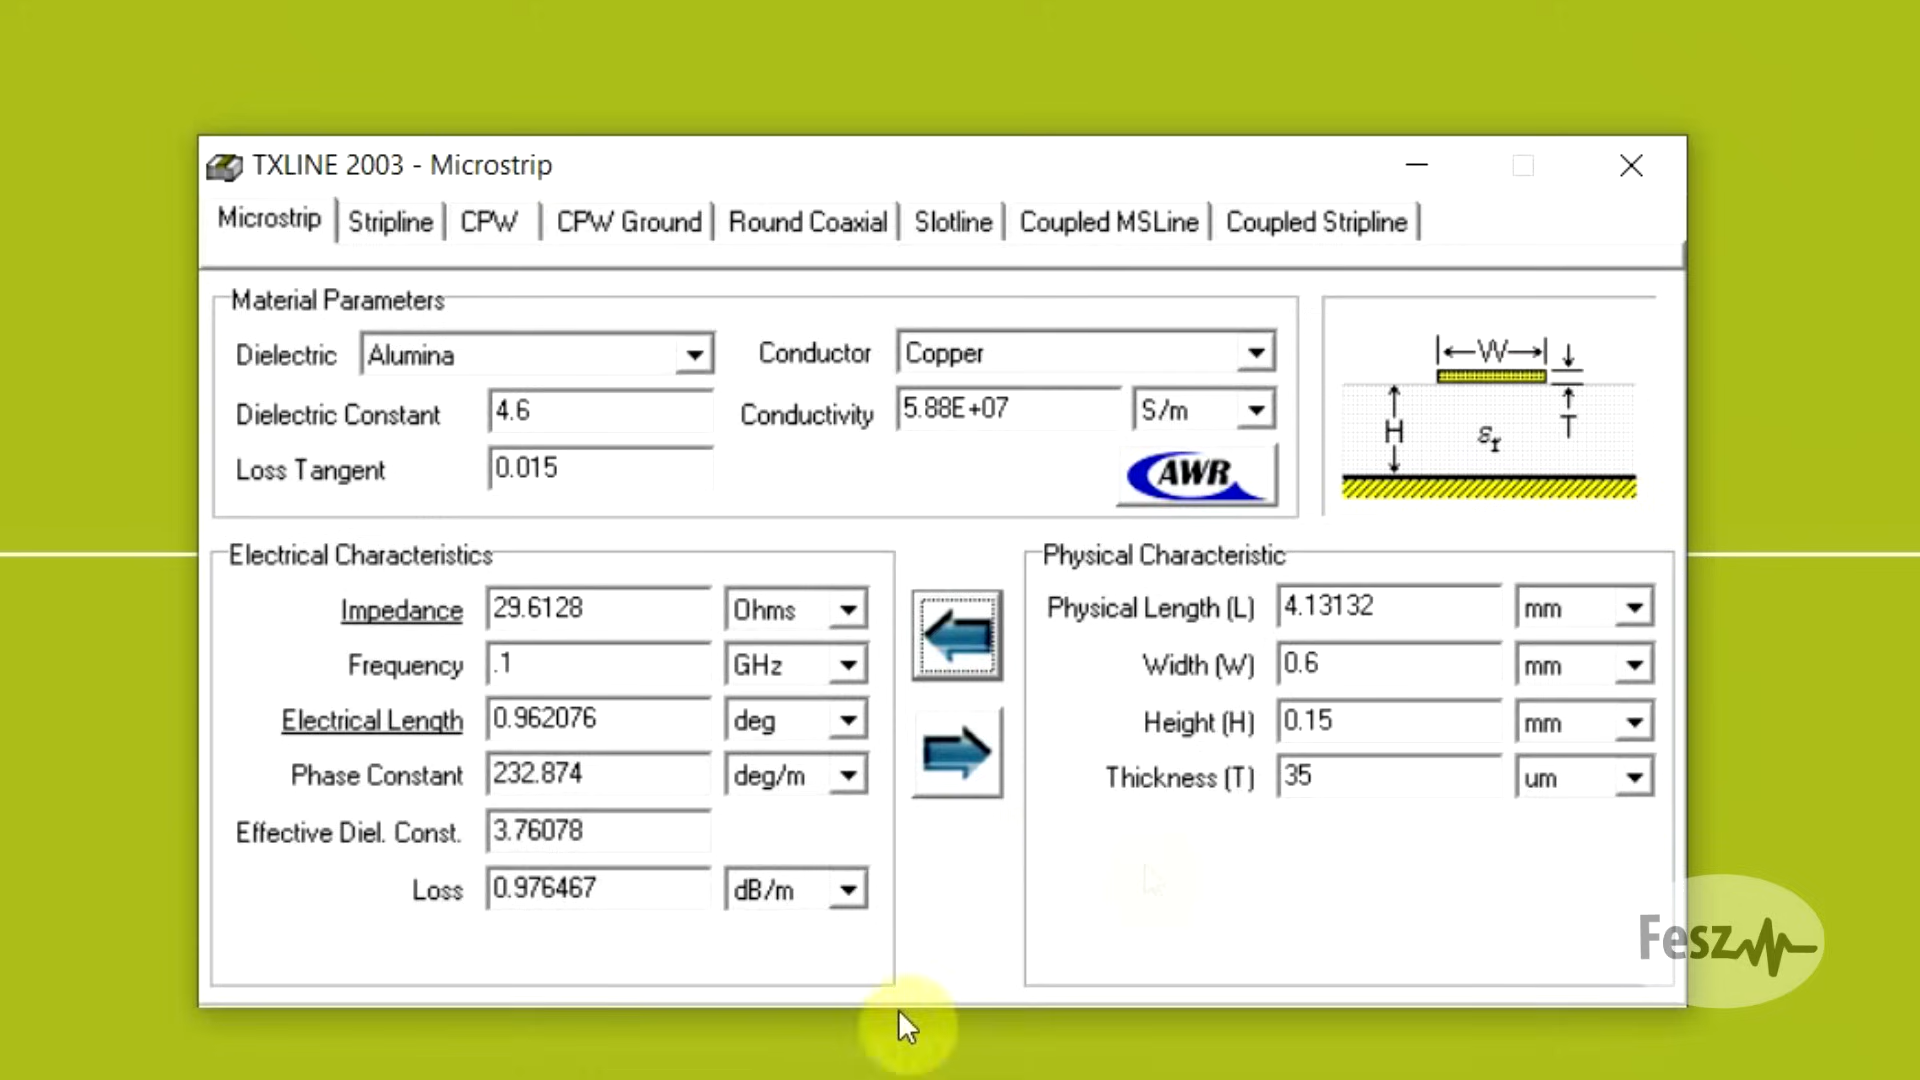 TXLINE 2003 - Microstrip
Microstrip Stripline CPW CPW Ground Round Coaxial Slotline Coupled MSLine Coupled Stripline
Material Parameters
Dielectric Alumina Conductor Copper
Dielectric Constant 4.6 Conductivity 5.88E+07 S/m
Loss Tangent 0.015
AWR
W
H
εr
T
Electrical Characteristics
Impedance 29.6128 Ohms
Frequency .1 GHz
Electrical Length 0.962076 deg
Phase Constant 232.874 deg/m
Effective Diel. Const. 3.76078
Loss 0.976467 dB/m
Physical Characteristic
Physical Length (L) 4.13132 mm
Width (W) 0.6 mm
Height (H) 0.15 mm
Thickness (T) 35 um
Fesz